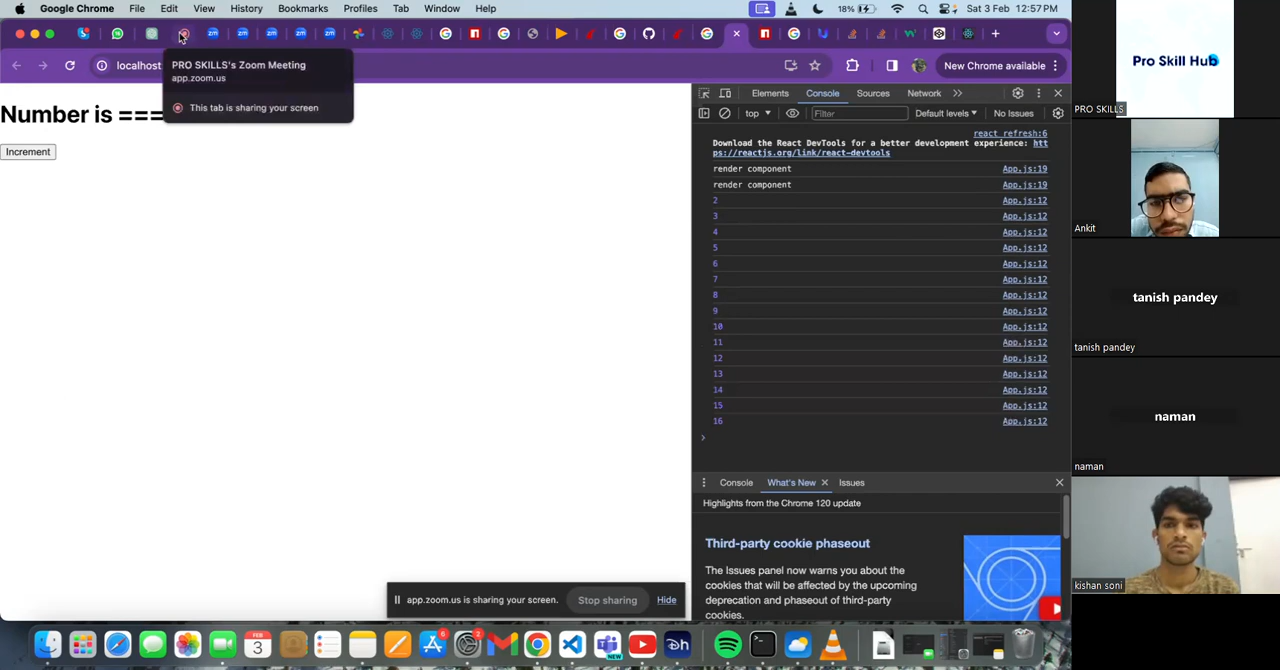 Google Chrome File Edit View History Bookmarks Profiles Tab Window Help
18% Sat 3 Feb 12:57 PM
localhost
New Chrome available
PRO SKILLS's Zoom Meeting
app.zoom.us
This tab is sharing your screen
Number is ===
Increment
Elements Console Sources Network
top Filter Default levels No Issues
react refresh:6
Download the React DevTools for a better development experience: htt
ps://reactjs.org/link/react-devtools
render component App.js:19
render component App.js:19
2 App.js:12
3 App.js:12
4 App.js:12
5 App.js:12
6 App.js:12
7 App.js:12
8 App.js:12
9 App.js:12
10 App.js:12
11 App.js:12
12 App.js:12
13 App.js:12
14 App.js:12
15 App.js:12
16 App.js:12
Console What's New Issues
Highlights from the Chrome 120 update
Third-party cookie phaseout
The Issues panel now warns you about the
cookies that will be affected by the upcoming
deprecation and phaseout of third-party
cookies.
app.zoom.us is sharing your screen. Stop sharing Hide
FEB
3
6
2
NEW
Pro Skill Hub
PRO SKILLS
Ankit
tanish pandey
tanish pandey
naman
naman
kishan soni